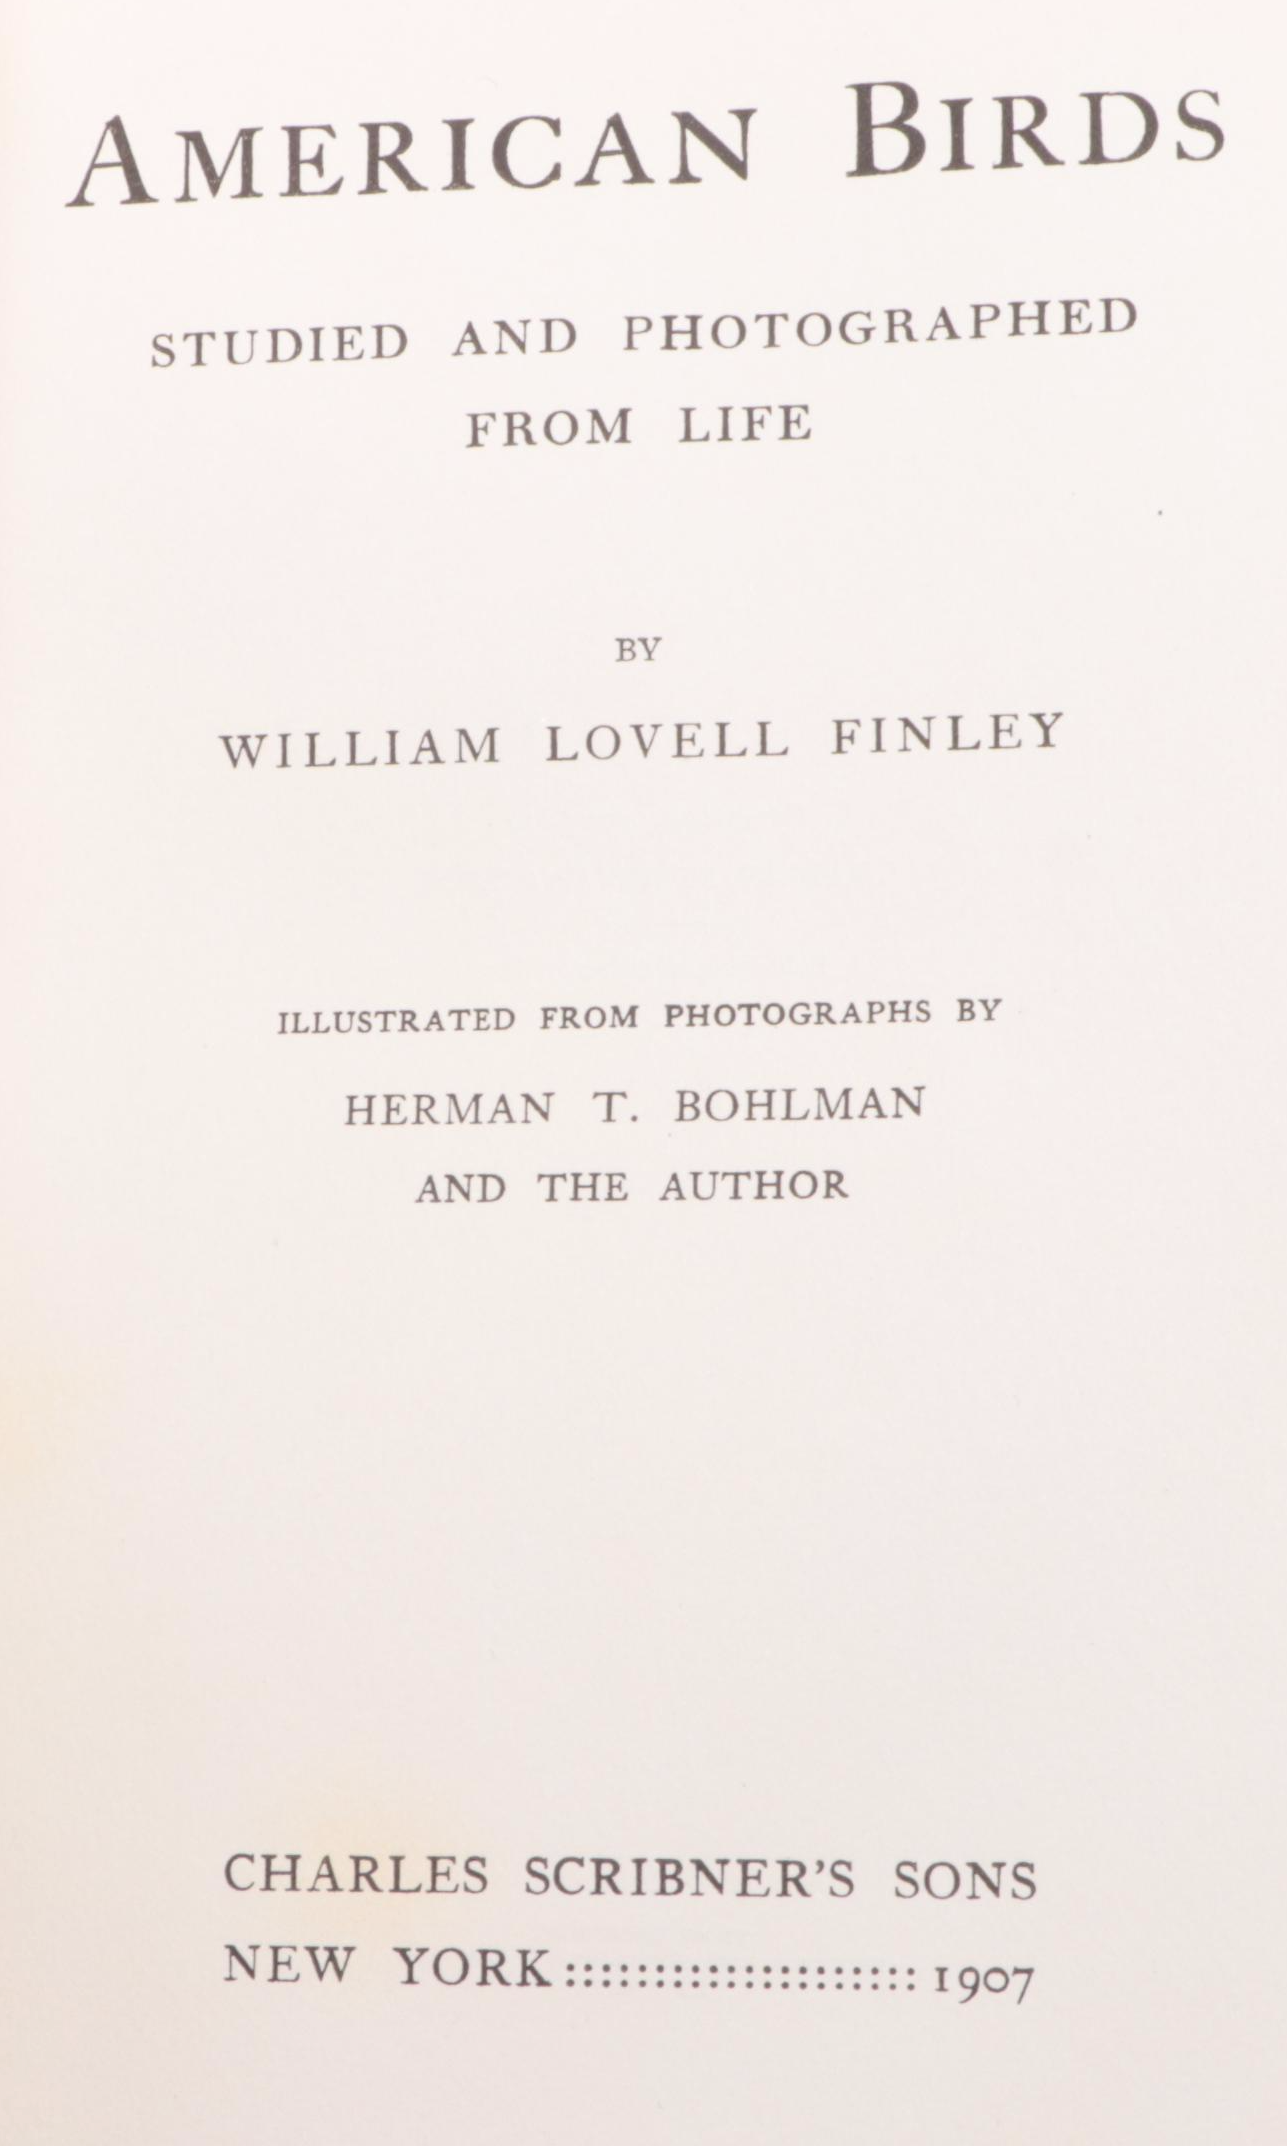 AMERICAN BIRDS
STUDIED AND PHOTOGRAPHED
FROM LIFE
BY
WILLIAM LOVELL FINLEY
ILLUSTRATED FROM PHOTOGRAPHS BY
HERMAN T. BOHLMAN
AND THE AUTHOR
CHARLES SCRIBNER'S SONS
NEW YORK :::::::::::::::::::: 1907